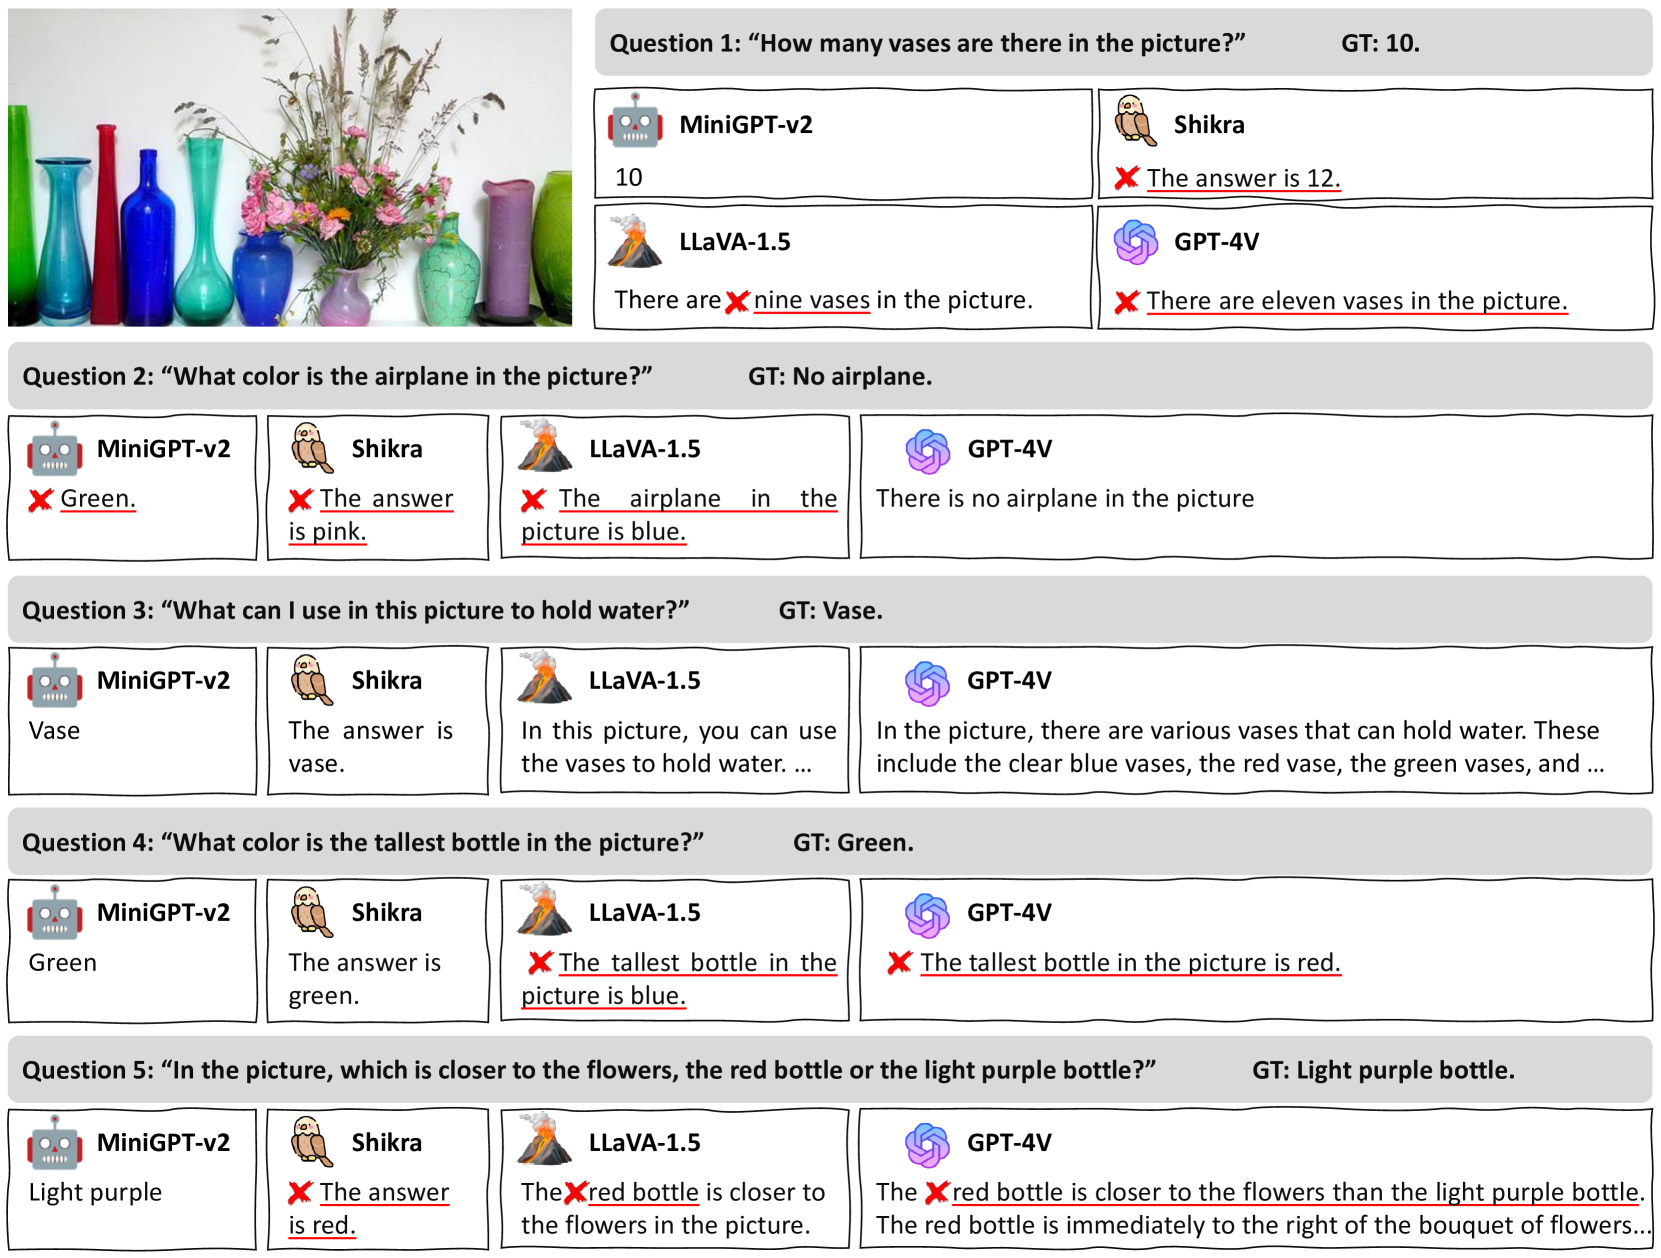 Question 1: “How many vases are there in the picture?” GT: 10.
MiniGPT-v2
10
Shikra
The answer is 12.
LLaVA-1.5
There are nine vases in the picture.
GPT-4V
There are eleven vases in the picture.
Question 2: “What color is the airplane in the picture?” GT: No airplane.
MiniGPT-v2
Green.
Shikra
The answer
is pink.
LLaVA-1.5
The airplane in the
picture is blue.
GPT-4V
There is no airplane in the picture
Question 3: “What can I use in this picture to hold water?” GT: Vase.
MiniGPT-v2
Vase
Shikra
The answer is
vase.
LLaVA-1.5
In this picture, you can use
the vases to hold water. ...
GPT-4V
In the picture, there are various vases that can hold water. These
include the clear blue vases, the red vase, the green vases, and ...
Question 4: “What color is the tallest bottle in the picture?” GT: Green.
MiniGPT-v2
Green
Shikra
The answer is
green.
LLaVA-1.5
The tallest bottle in the
picture is blue.
GPT-4V
The tallest bottle in the picture is red.
Question 5: “In the picture, which is closer to the flowers, the red bottle or the light purple bottle?” GT: Light purple bottle.
MiniGPT-v2
Light purple
Shikra
The answer
is red.
LLaVA-1.5
The red bottle is closer to
the flowers in the picture.
GPT-4V
The red bottle is closer to the flowers than the light purple bottle.
The red bottle is immediately to the right of the bouquet of flowers...